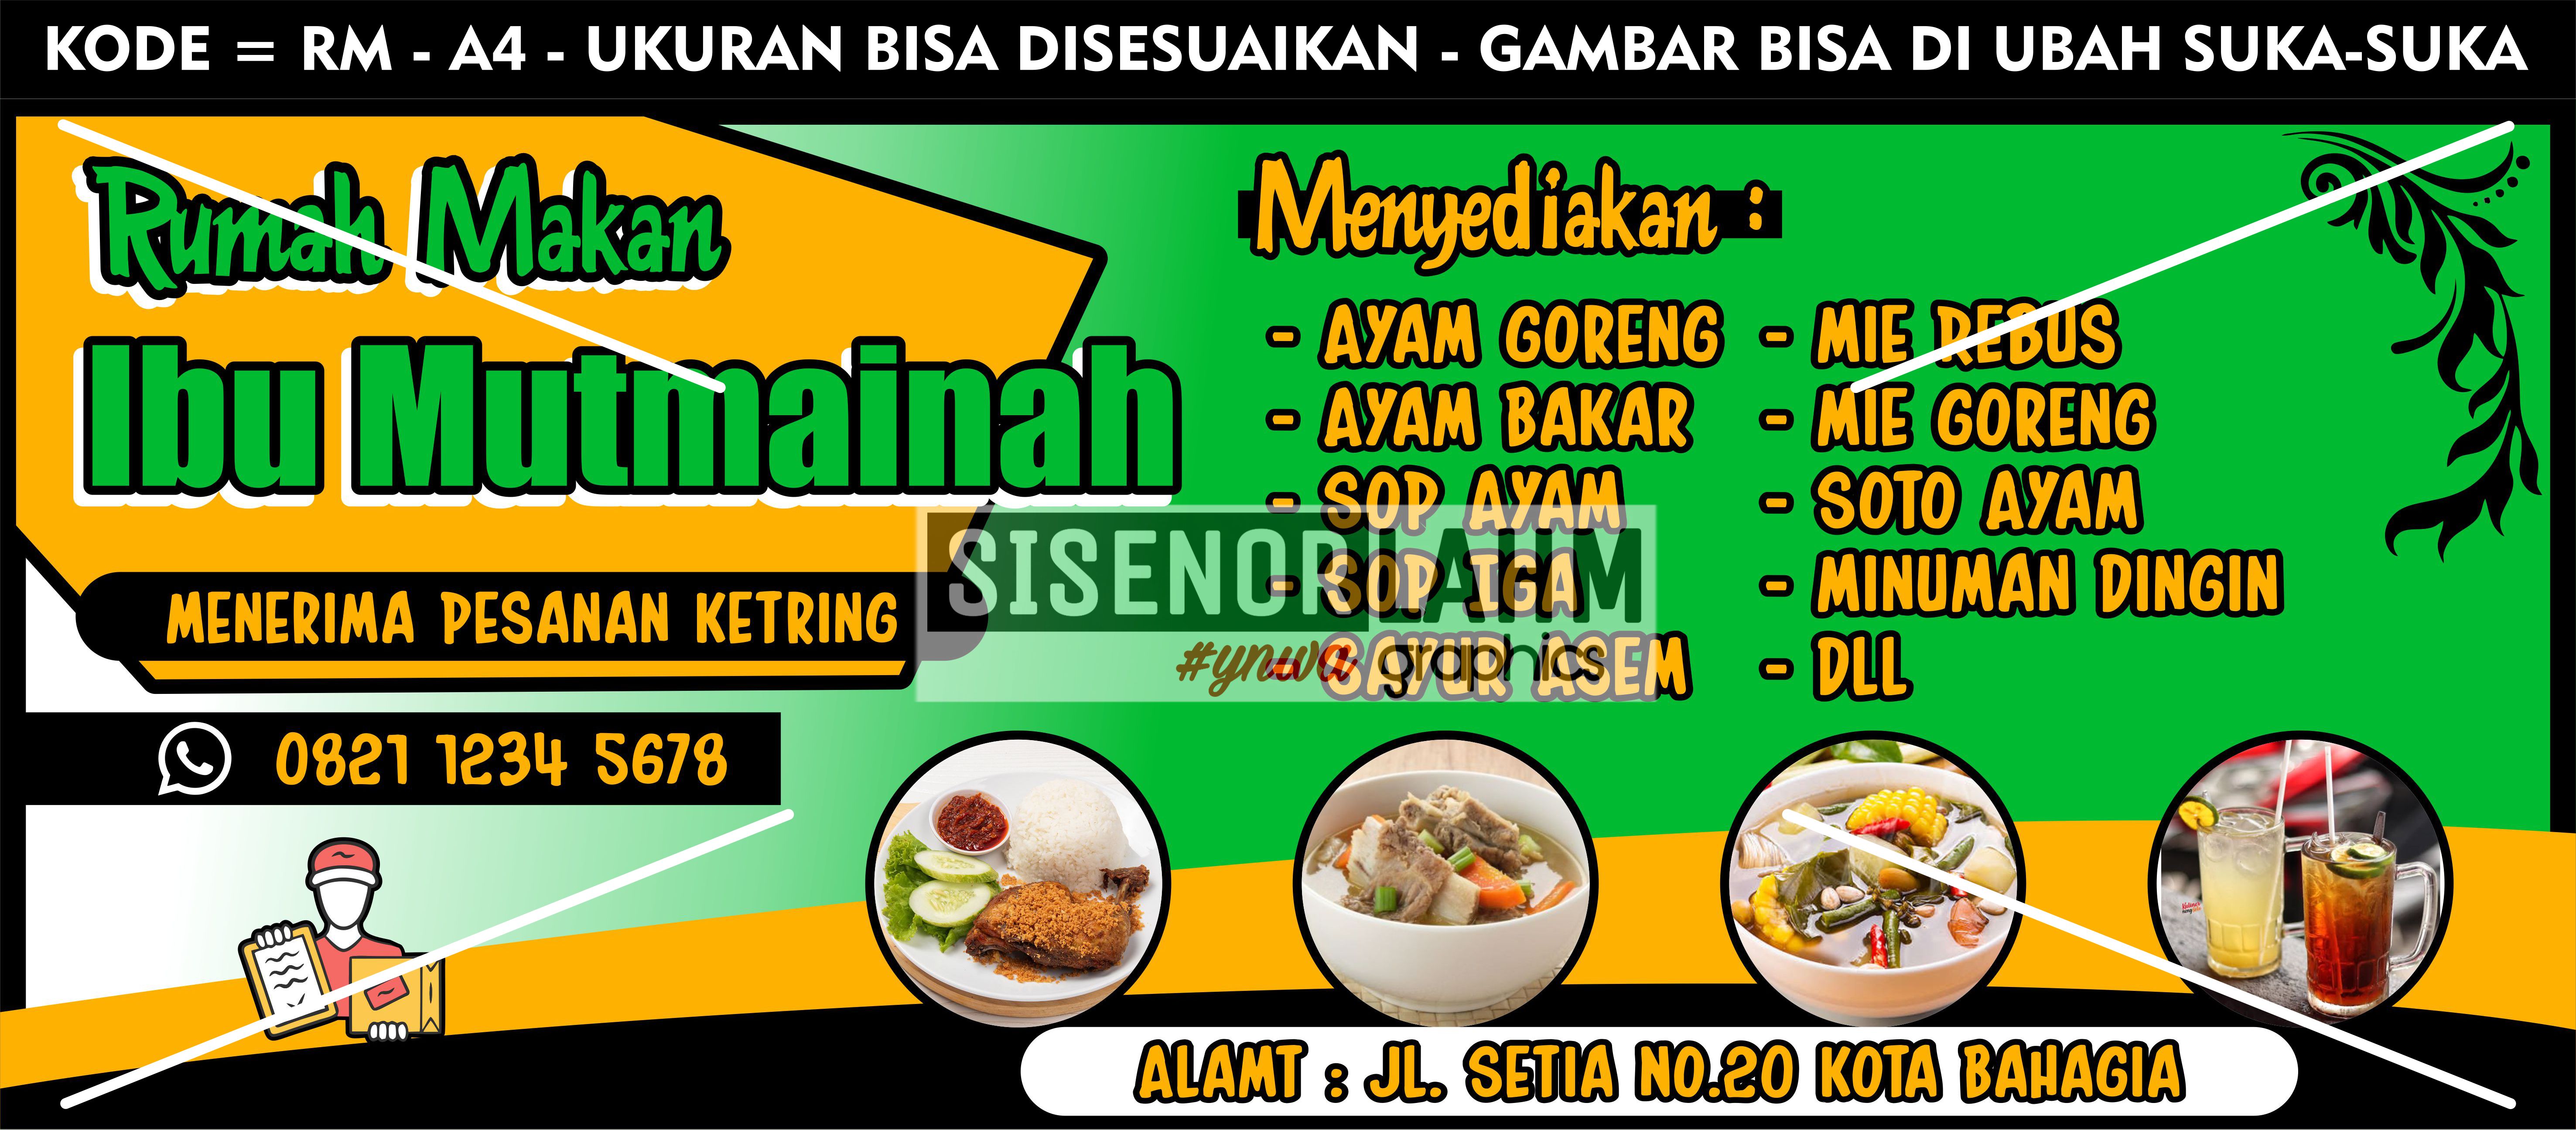 KODE = RM - A4 - UKURAN BISA DISESUAIKAN - GAMBAR BISA DI UBAH SUKA-SUKA
Rumah Makan
Ibu Mutmainah
MENERIMA PESANAN KETRING
0821 1234 5678
Menyediakan :
- AYAM GORENG
- AYAM BAKAR
- SOP AYAM
- SOP IGA
- SAYUR ASEM
- MIE REBUS
- MIE GORENG
- SOTO AYAM
- MINUMAN DINGIN
- DLL
SISENORLAHM
#ynwa graphics
ALAMT : JL. SETIA NO.20 KOTA BAHAGIA